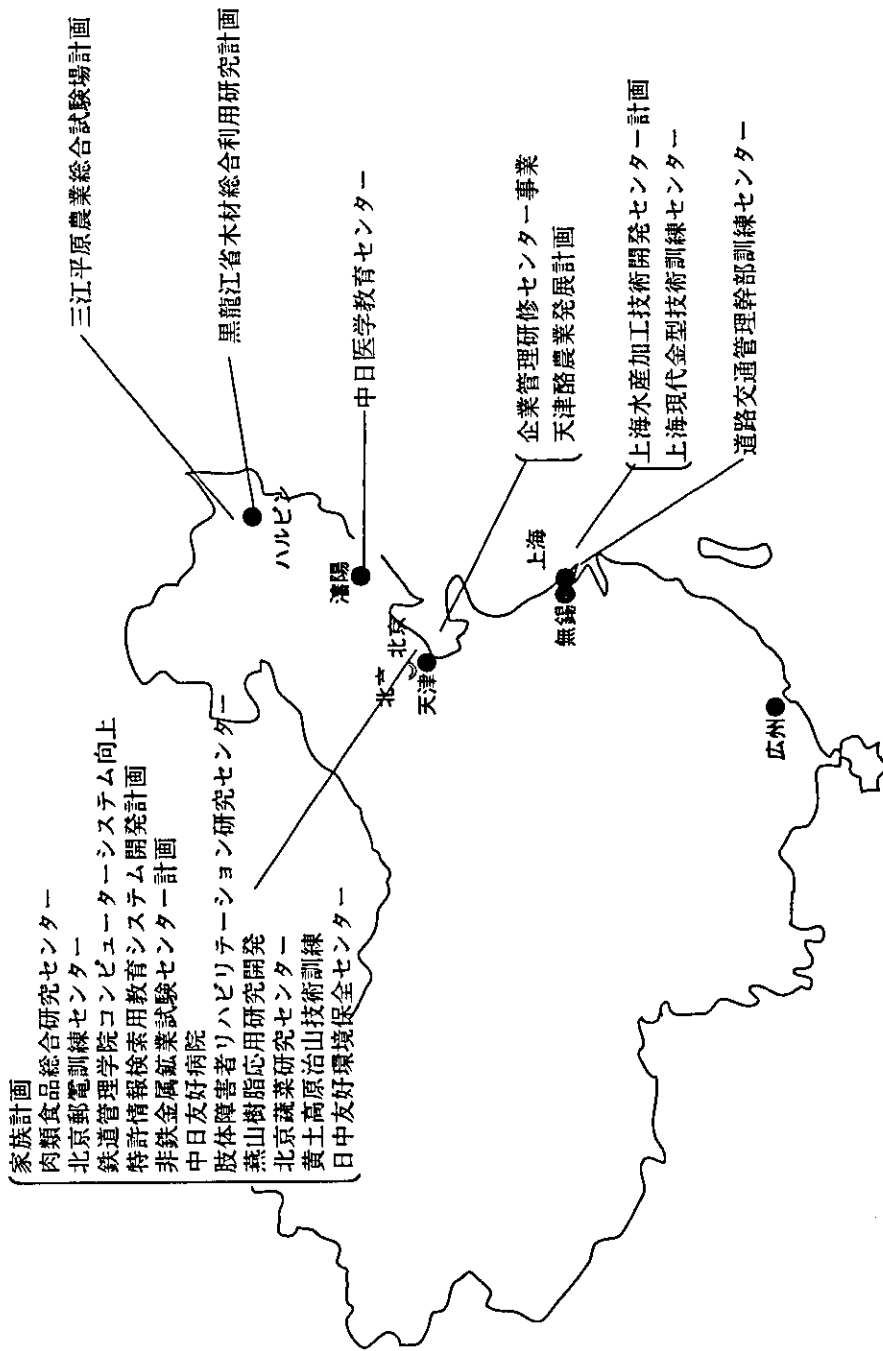 家族計画
肉類食品総合研究センター
北京郵電訓練センター
鉄道管理学院コンピューターシステム向上
特許情報検索用教育システム開発計画
非鉄金属鉱業試験センター計画
中日友好病院
肢体障害者リハビリテーション研究センター
燕山樹脂応用研究開発
北京蔬菜研究センター
黄土高原治山技術訓練
日中友好環境保全センター
三江平原農業総合試験場計画
黒龍江省木材総合利用研究計画
ハルビン
中日医学教育センター
瀋陽
北京
北京
天津
企業管理研修センター事業
天津酪農業発展計画
上海
無錫
上海水産加工技術開発センター計画
上海現代金型技術訓練センター
道路交通管理幹部訓練センター
広州